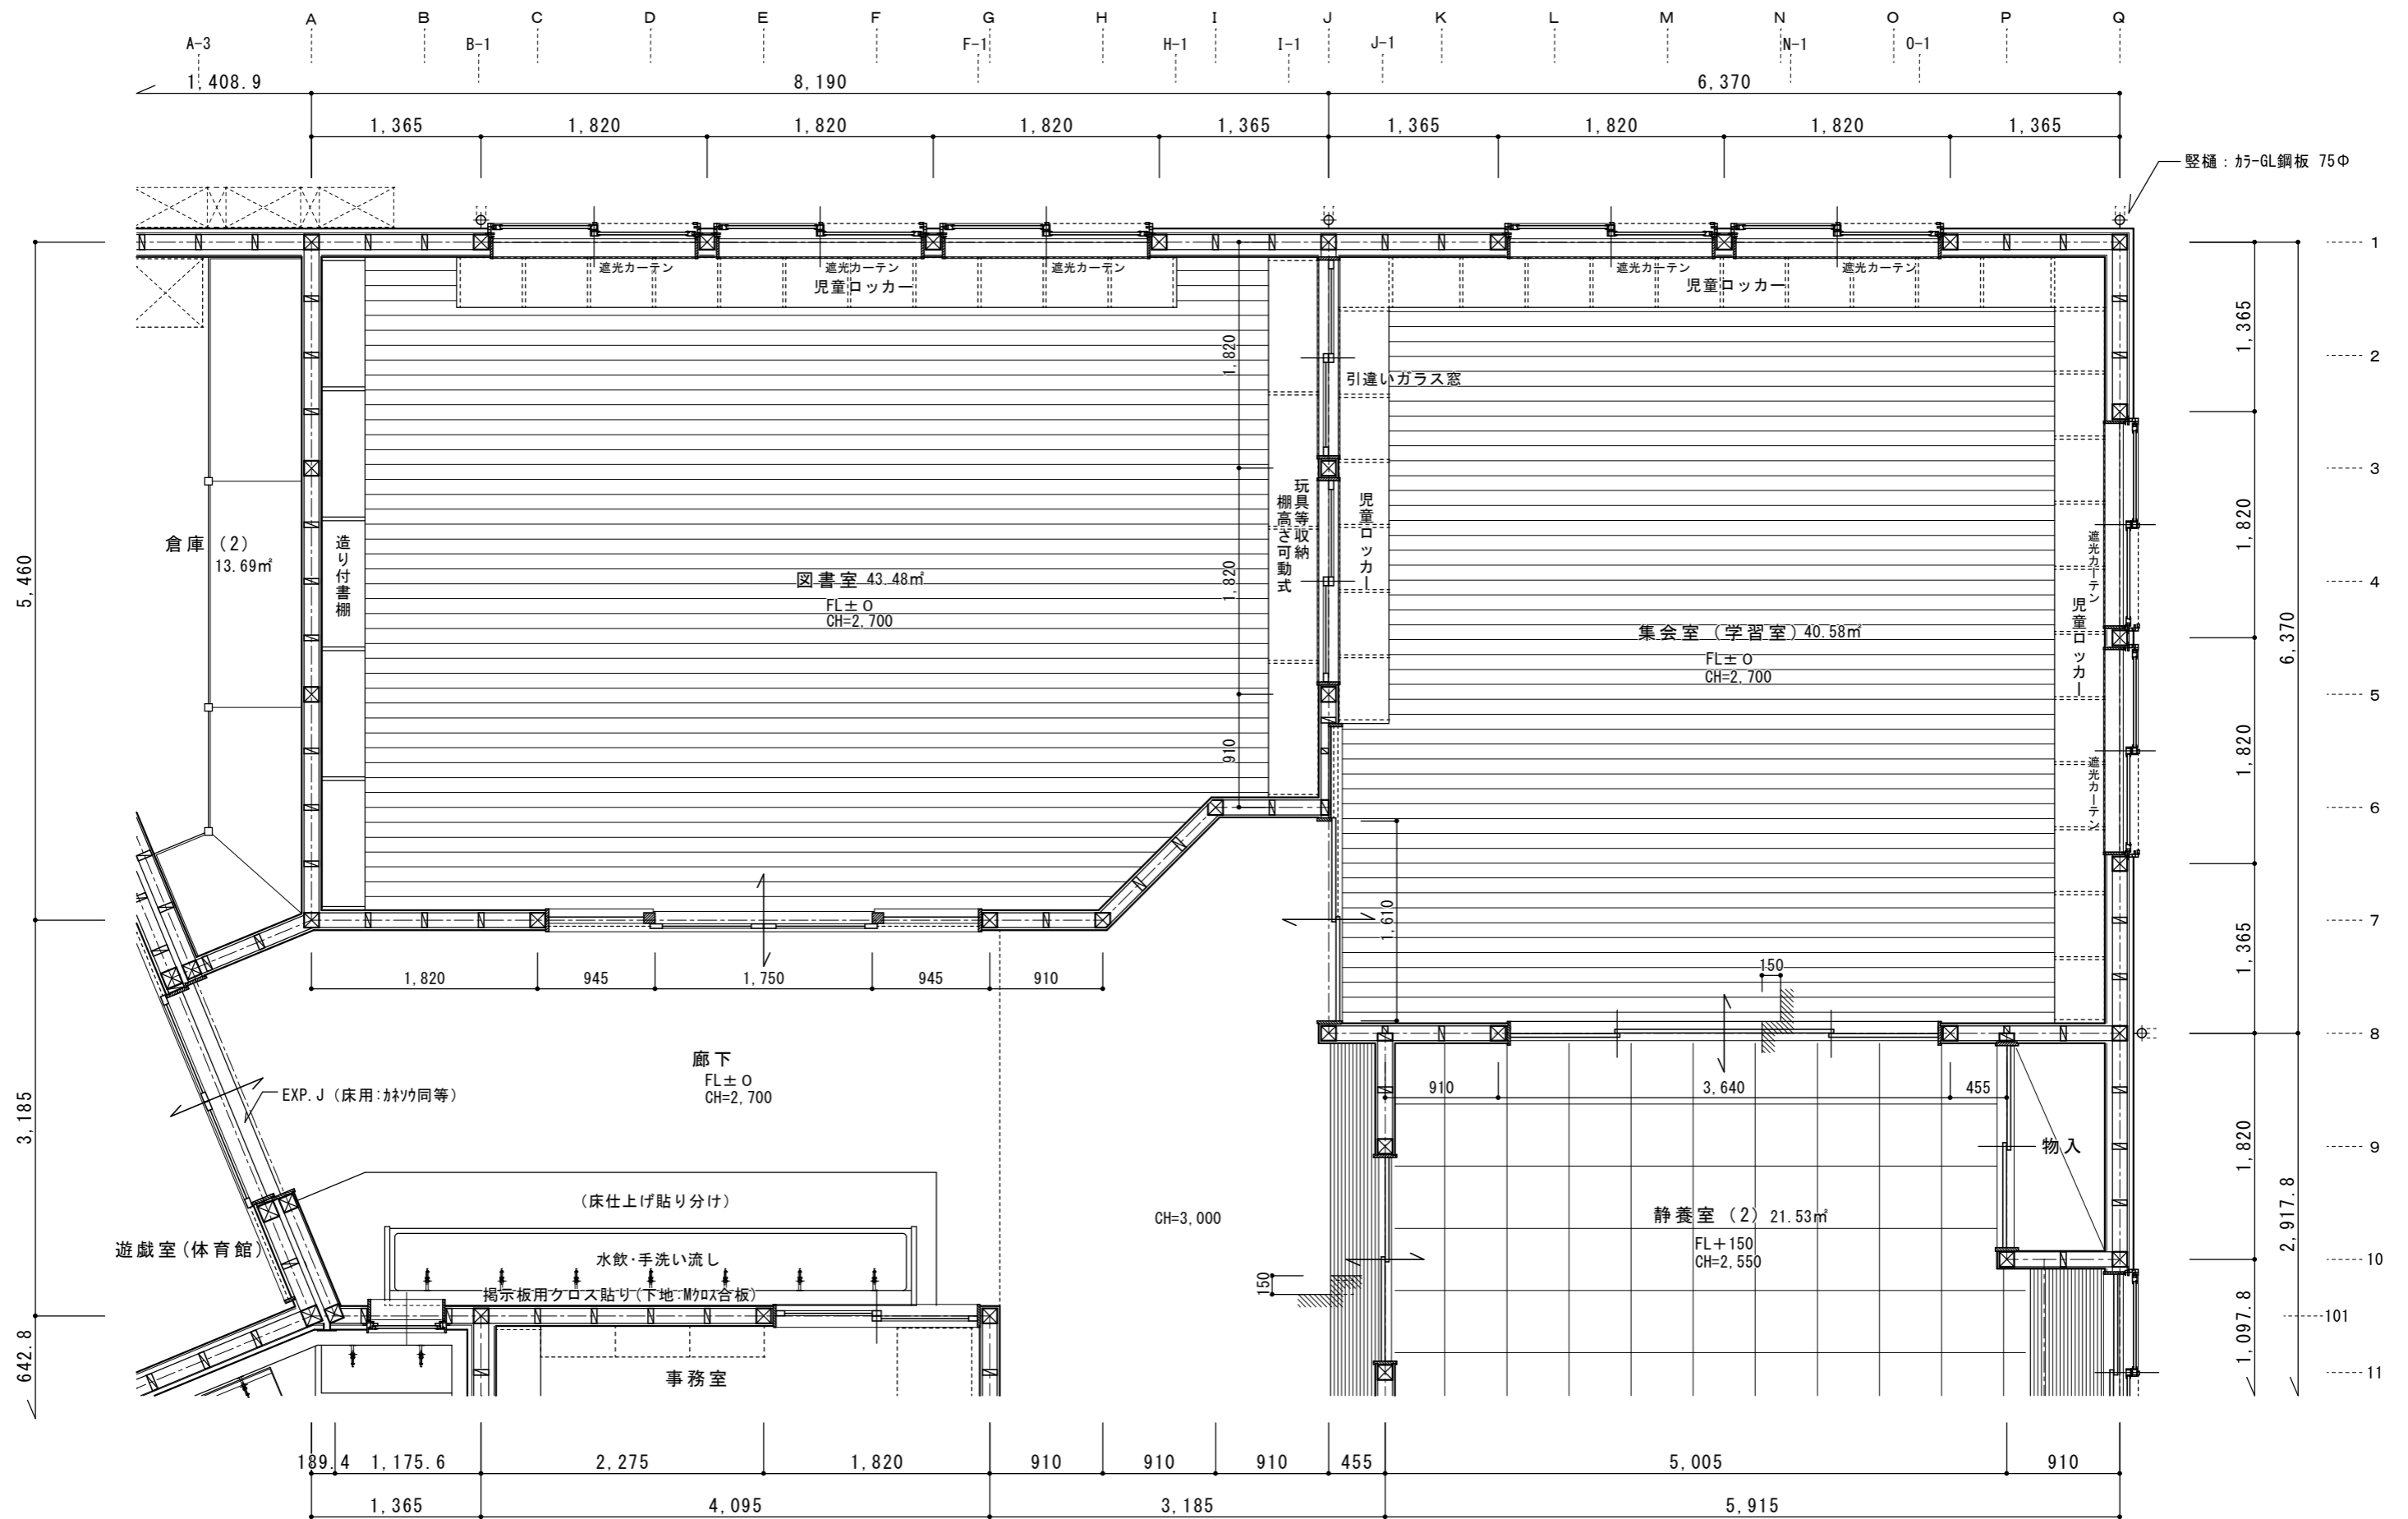 A B C D E F G H I J K L M N O P Q
A-3 B-1 F-1 H-1 I-1 J-1 N-1 O-1
1,408.9 8,190 6,370
1,365 1,820 1,820 1,820 1,365 1,365 1,820 1,820 1,365
竪樋：ｶﾗｰGL鋼板 75Φ
遮光カーテン 遮光カーテン 遮光カーテン 遮光カーテン 遮光カーテン
児童ロッカー 児童ロッカー
引違いガラス窓
1,820
1,820
910
玩具等収納
棚高さ可動式
児童ロッカー
倉庫（2）
13.69㎡
造り付書棚
図書室 43.48㎡
FL±0
CH=2,700
集会室（学習室）40.58㎡
FL±0
CH=2,700
遮光カーテン
児童ロッカー
遮光カーテン
5,460
3,185
642.8
1,365
1,820
1,820
1,365
1,820
1,097.8
6,370
2,917.8
1
2
3
4
5
6
7
8
9
10
101
11
1,610
150
1,820 945 1,750 945 910
廊下
FL±0
CH=2,700
EXP.J（床用:ｶﾈｿｳ同等）
910 3,640 455
物入
（床仕上げ貼り分け）
CH=3,000
静養室（2）21.53㎡
FL+150
CH=2,550
遊戯室(体育館)
水飲･手洗い流し
掲示板用クロス貼り(下地:Mｸﾛｽ合板)
150
事務室
189.4 1,175.6 2,275 1,820 910 910 910 455 5,005 910
1,365 4,095 3,185 5,915